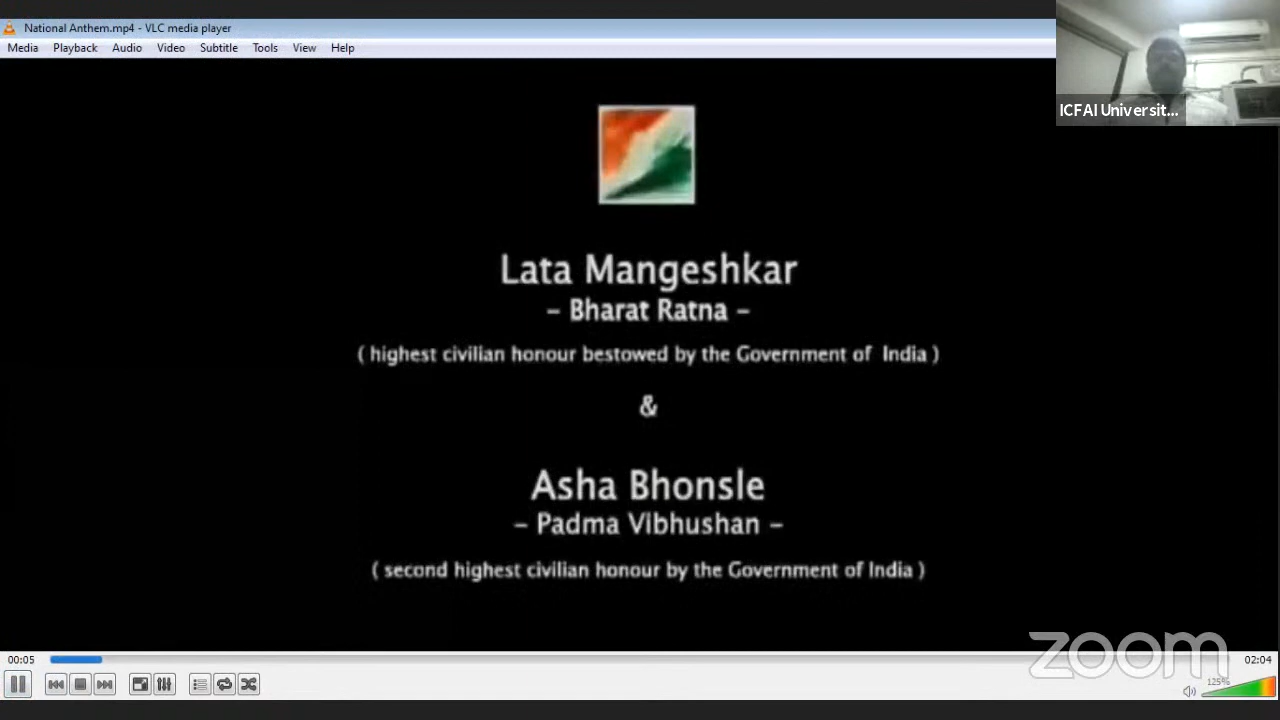 National Anthem.mp4 - VLC media player
Media Playback Audio Video Subtitle Tools View Help
ICFAI Universit...
Lata Mangeshkar
– Bharat Ratna –
( highest civilian honour bestowed by the Government of India )
&
Asha Bhonsle
– Padma Vibhushan –
( second highest civilian honour by the Government of India )
00:05
02:04
zoom
125%